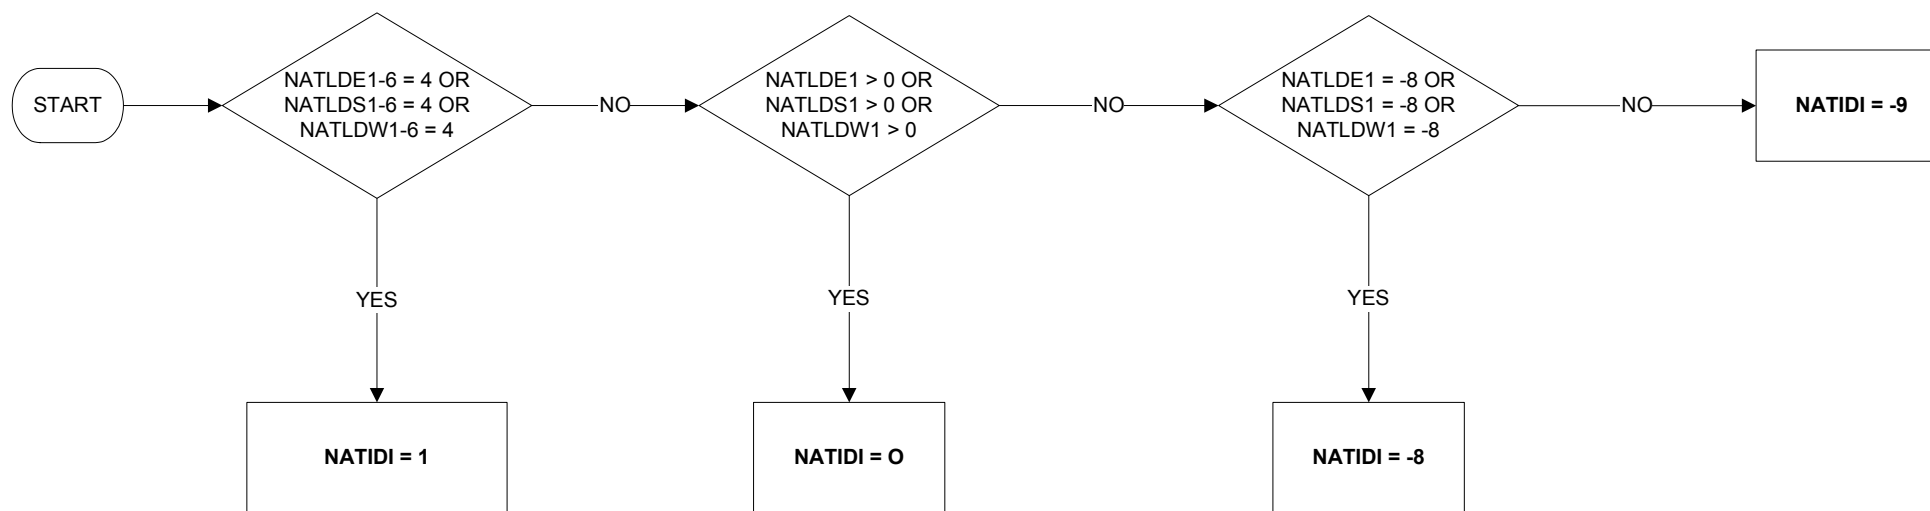 START
NATLDE1-6 = 4 OR
NATLDS1-6 = 4 OR
NATLDW1-6 = 4
NO
NATLDE1 > 0 OR
NATLDS1 > 0 OR
NATLDW1 > 0
NO
NATLDE1 = -8 OR
NATLDS1 = -8 OR
NATLDW1 = -8
NO
NATIDI = -9
YES
YES
YES
NATIDI = 1
NATIDI = O
NATIDI = -8